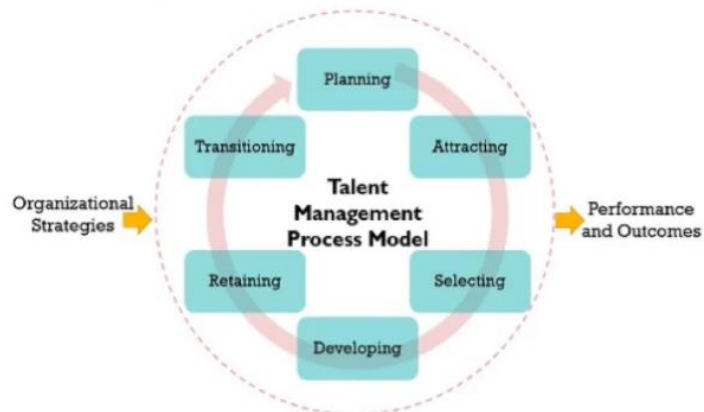 Planning
Transitioning
Attracting
Talent
Management
Process Model
Organizational
Strategies
Performance
and Outcomes
Retaining
Selecting
Developing